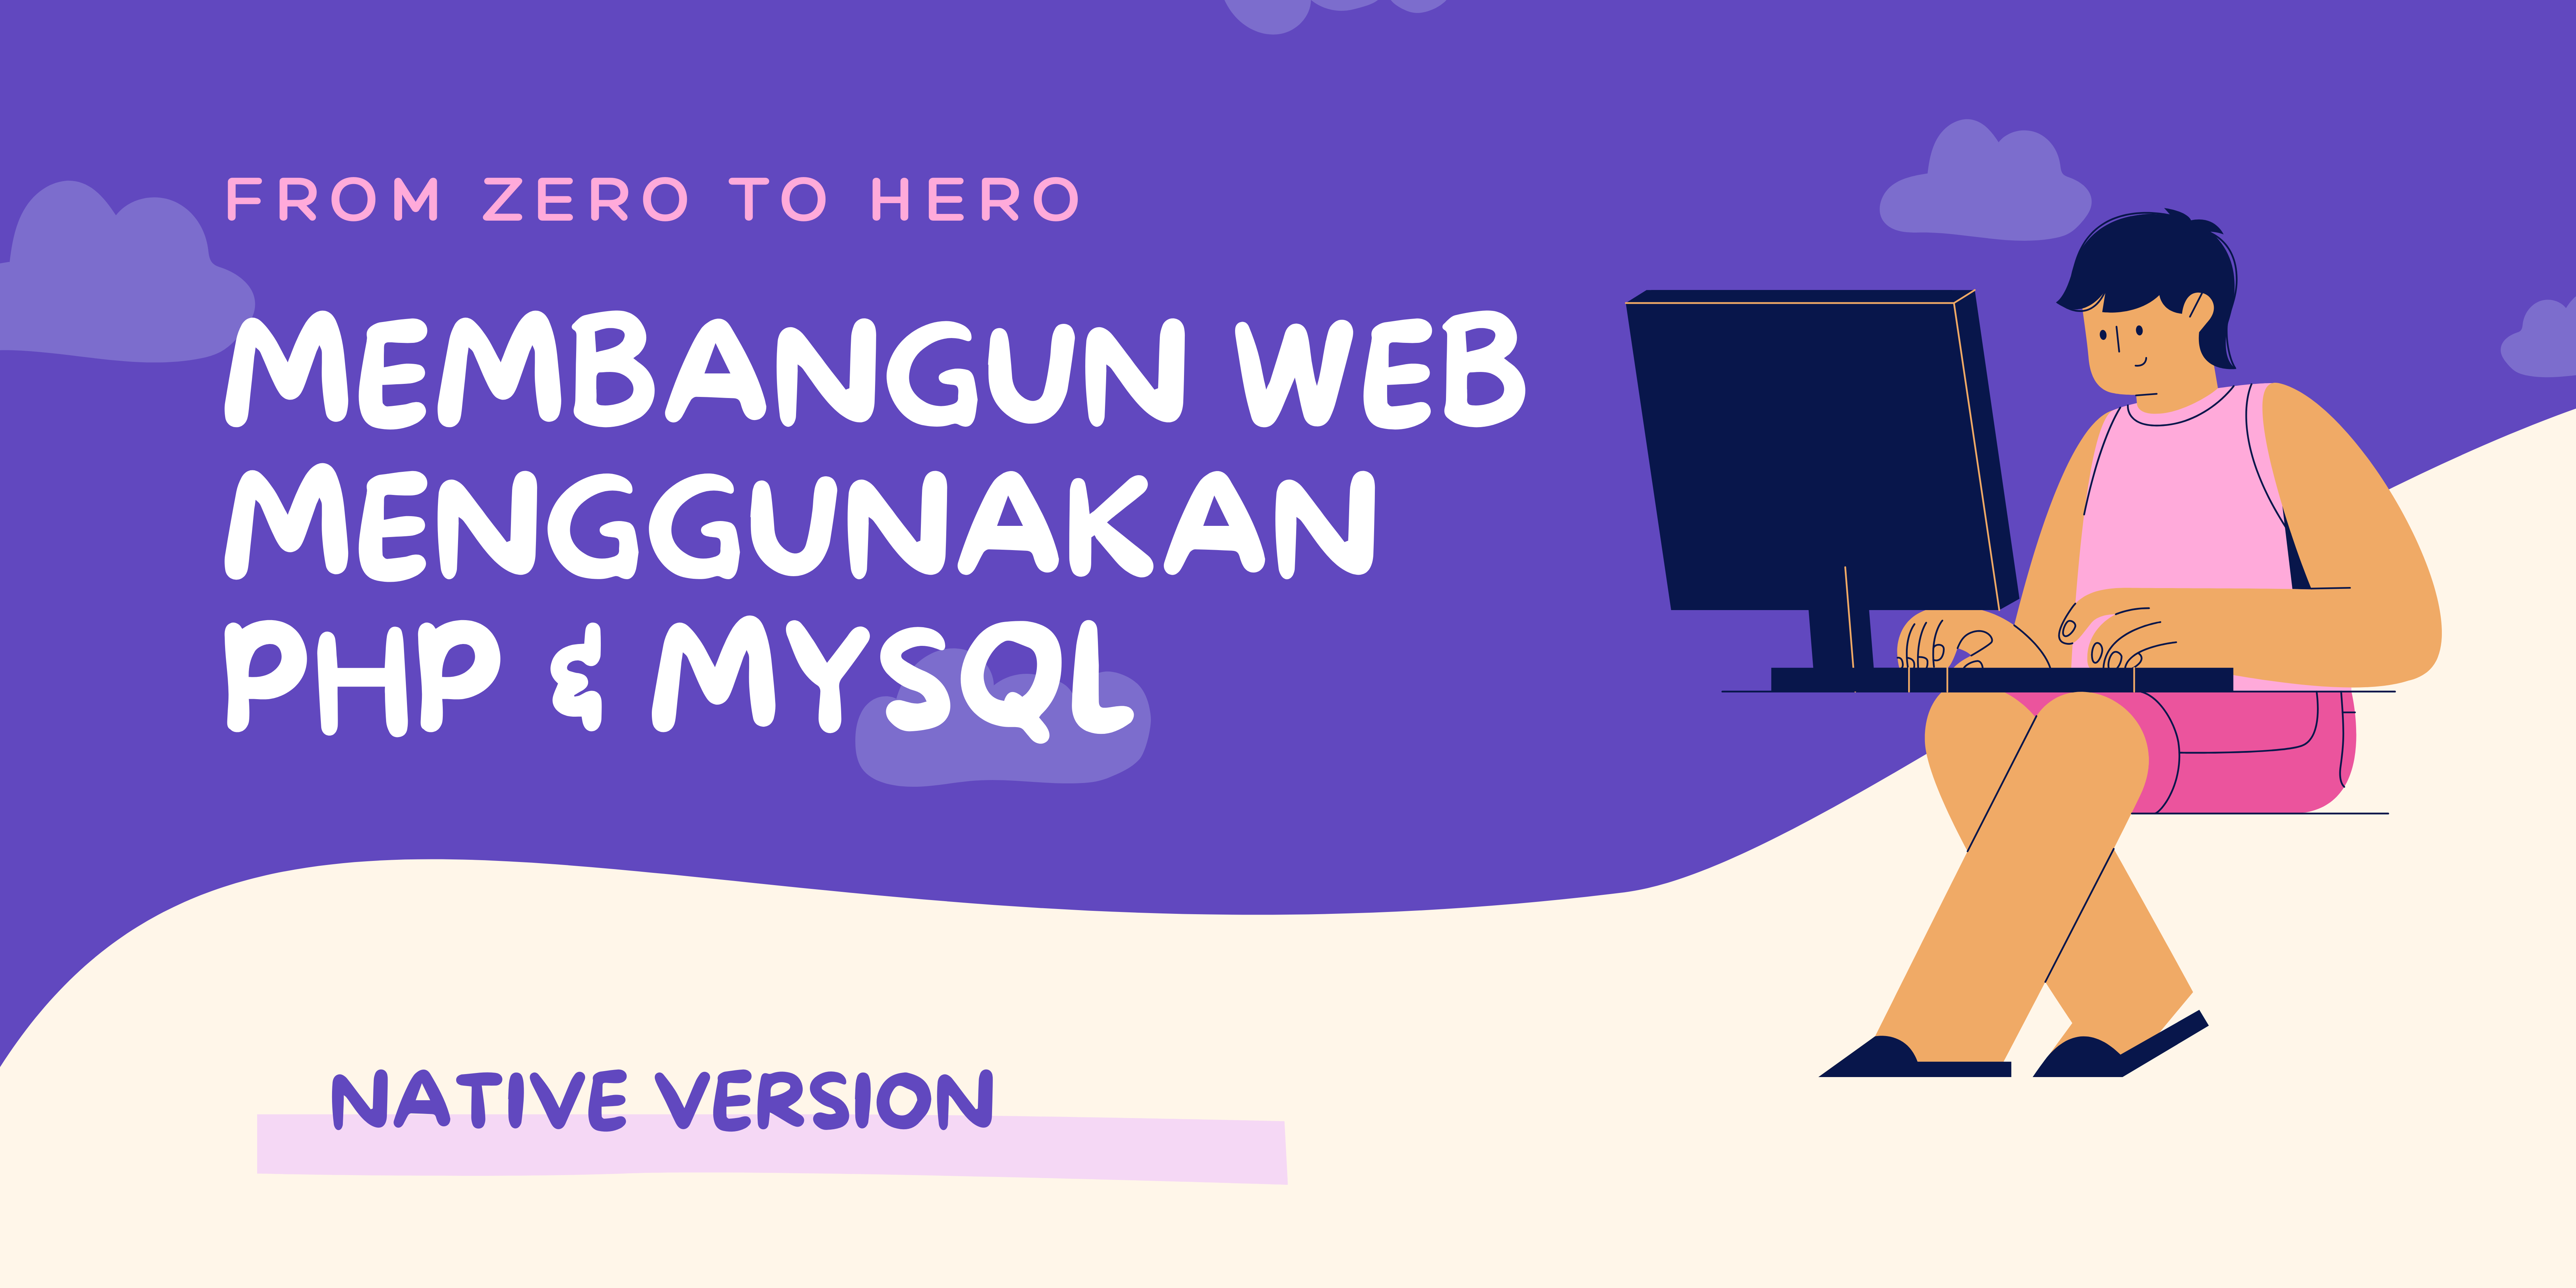 FROM ZERO TO HERO
MEMBANGUN WEB
MENGGUNAKAN
PHP & MYSQL
NATIVE VERSION